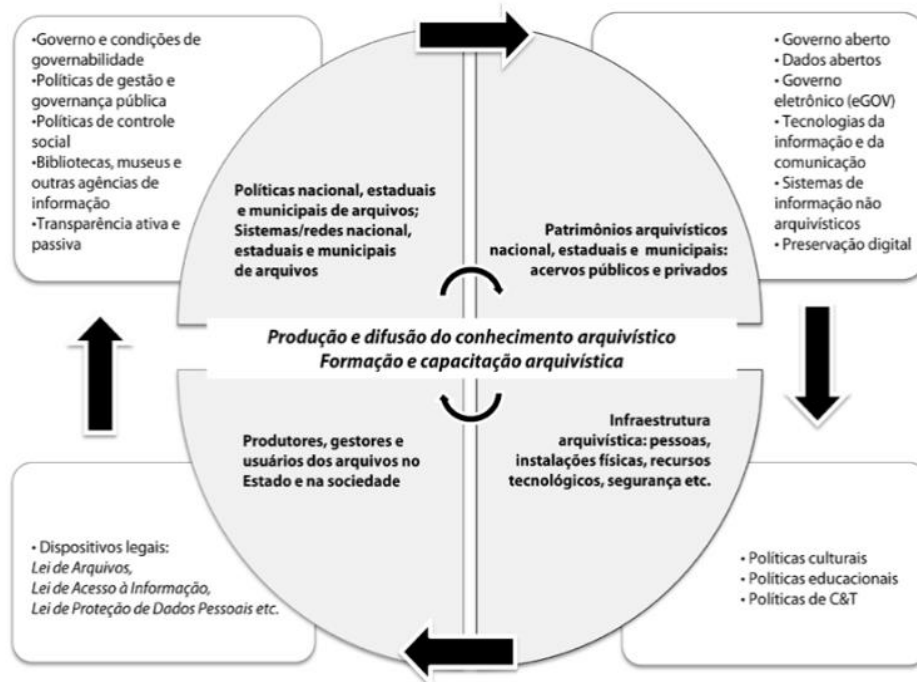 •Governo e condições de
governabilidade
•Políticas de gestão e
governança pública
•Políticas de controle
social
•Bibliotecas, museus e
outras agências de
informação
•Transparência ativa e
passiva
Políticas nacional, estaduais
e municipais de arquivos;
Sistemas/redes nacional,
estaduais e municipais
de arquivos
Patrimônios arquivísticos
nacional, estaduais e municipais:
acervos públicos e privados
• Governo aberto
• Dados abertos
• Governo
eletrônico (eGOV)
• Tecnologias da
informação e da
comunicação
• Sistemas de
informação não
arquivísticos
• Preservação digital
Produção e difusão do conhecimento arquivístico
Formação e capacitação arquivística
Produtores, gestores e
usuários dos arquivos no
Estado e na sociedade
Infraestrutura
arquivística: pessoas,
instalações físicas, recursos
tecnológicos, segurança etc.
• Dispositivos legais:
Lei de Arquivos,
Lei de Acesso à Informação,
Lei de Proteção de Dados Pessoais etc.
• Políticas culturais
• Políticas educacionais
• Políticas de C&T